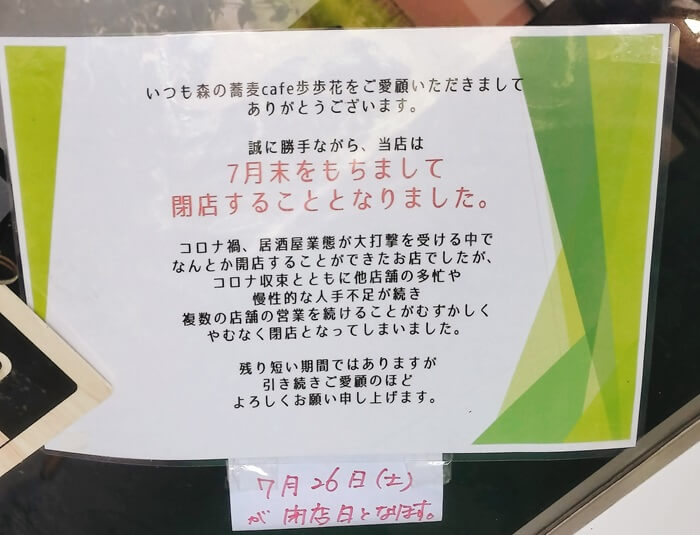 いつも森の蕎麦cafe歩歩花をご愛顧いただきまして
ありがとうございます。
誠に勝手ながら、当店は
7月末をもちまして
閉店することとなりました。
コロナ禍、居酒屋業態が大打撃を受ける中で
なんとか開店することができたお店でしたが、
コロナ収束とともに他店舗の多忙や
慢性的な人手不足が続き
複数の店舗の営業を続けることがむずかしく
やむなく閉店となってしまいました。
残り短い期間ではありますが
引き続きご愛顧のほど
よろしくお願い申し上げます。
7月26日(土)
が閉店日となります。